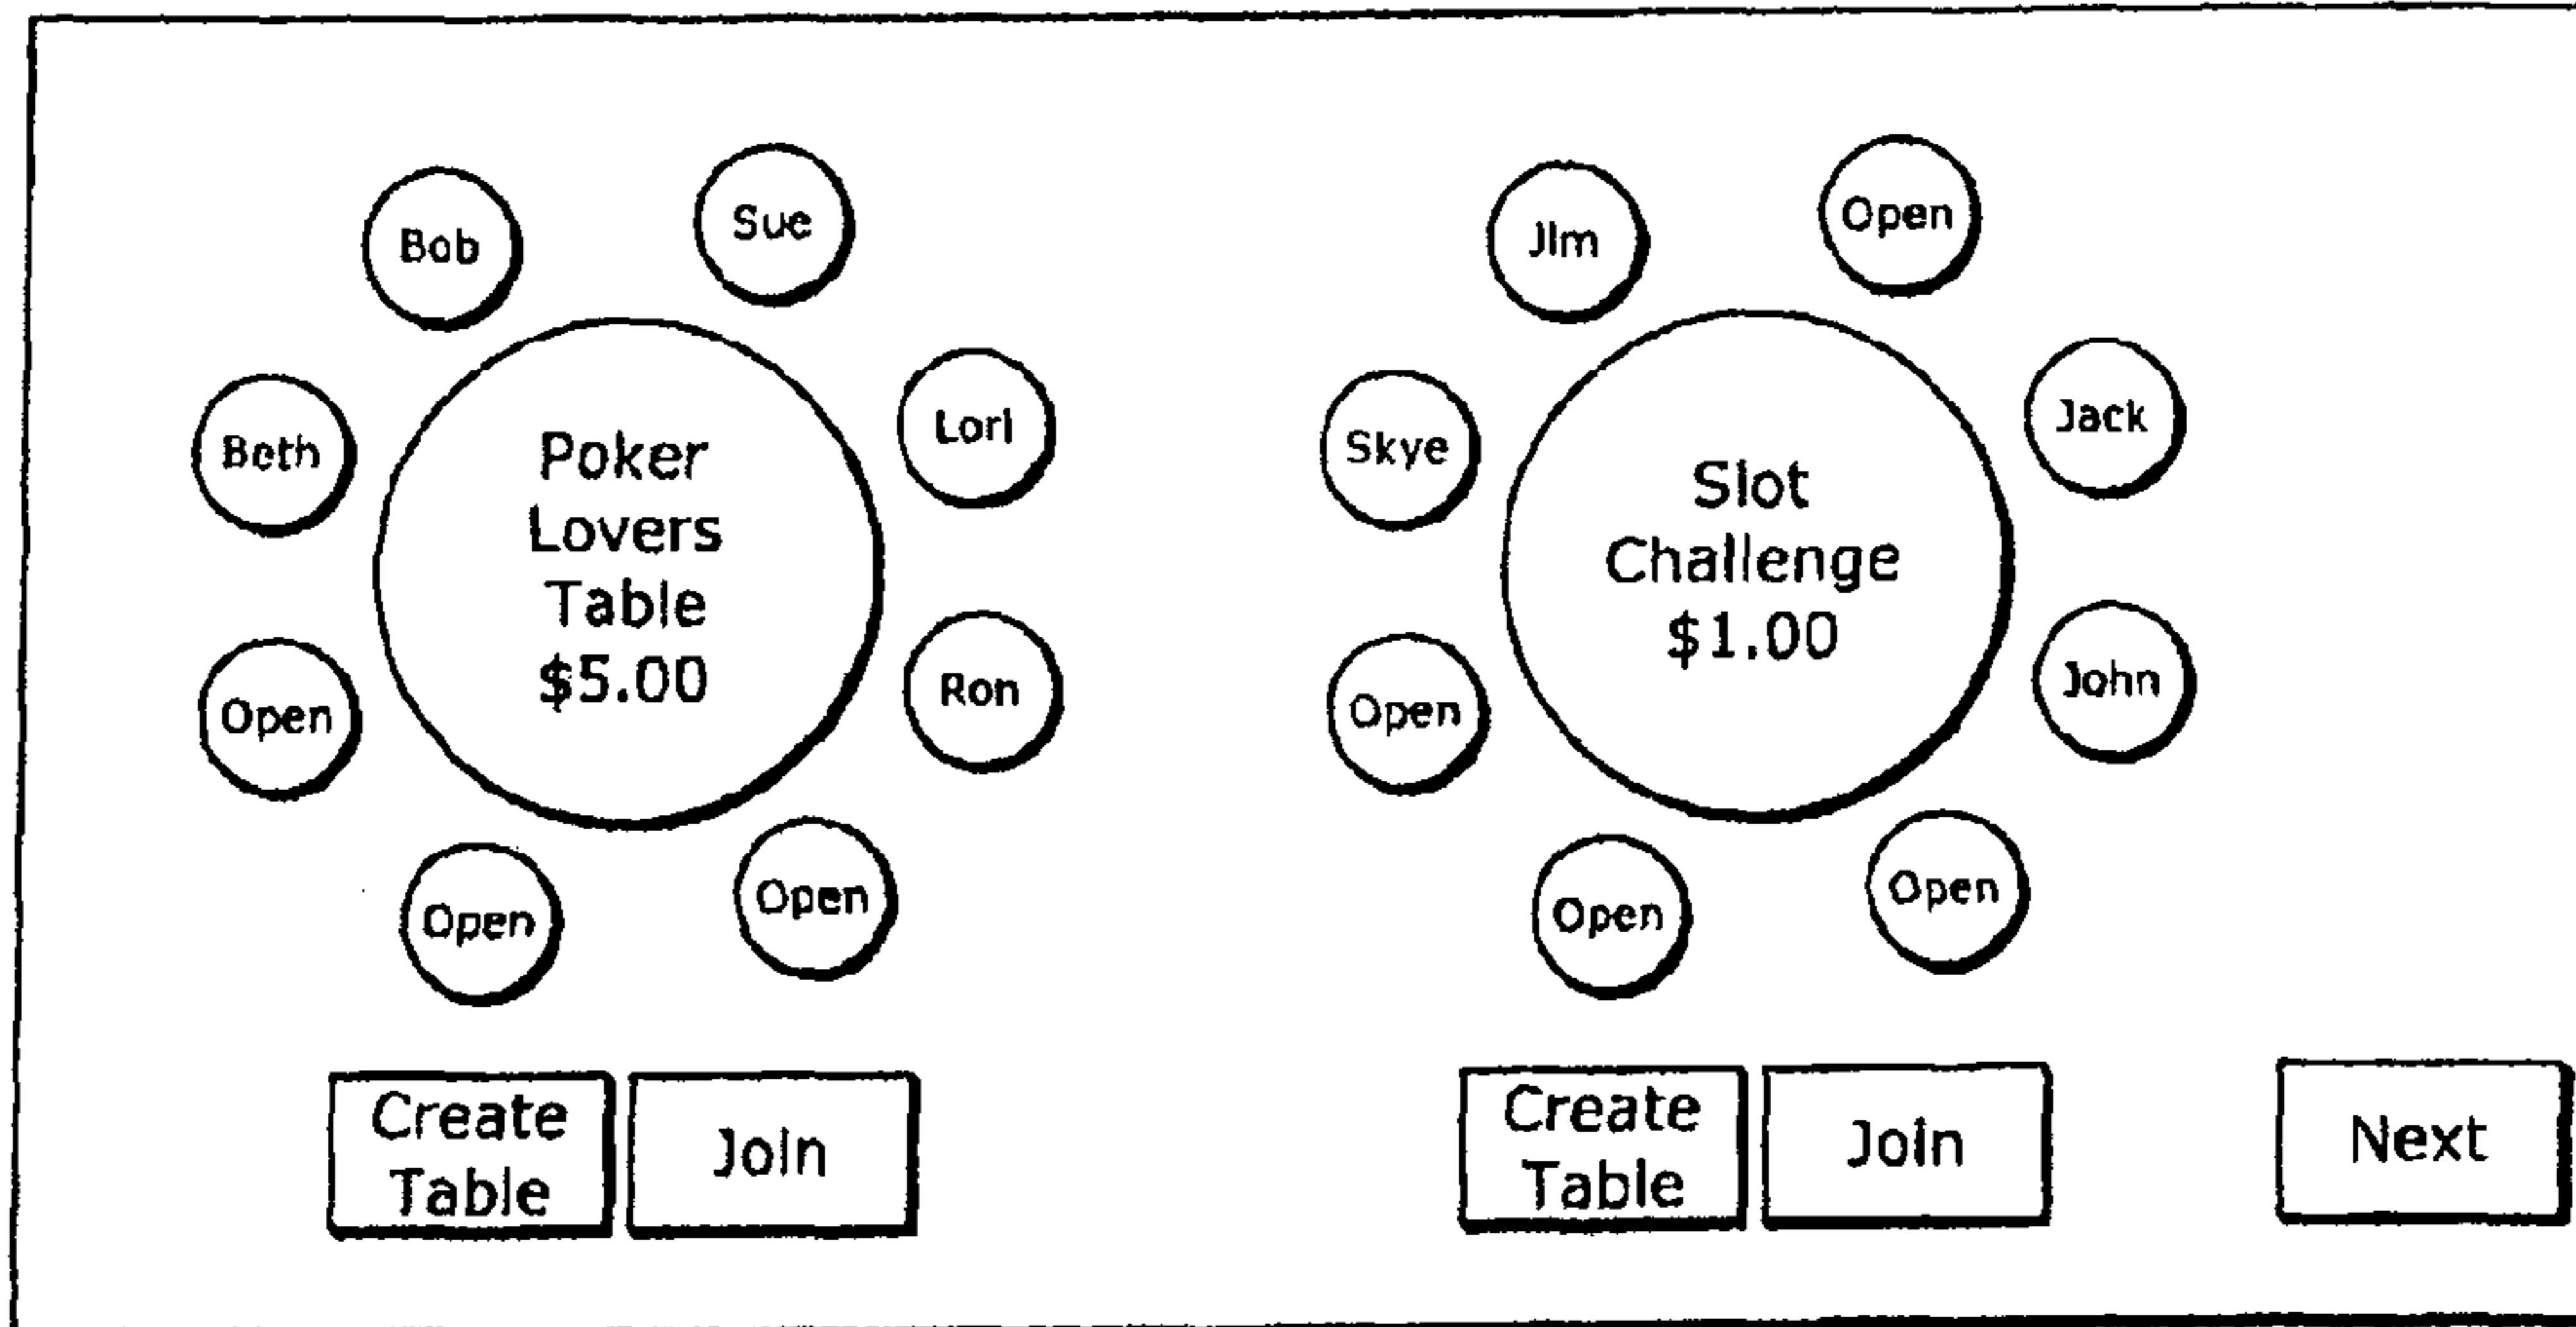 Bob
Sue
Beth
Lori
Poker
Lovers
Table
$5.00
Open
Ron
Open
Open
Create
Table
Join
Jim
Open
Skye
Jack
Slot
Challenge
$1.00
Open
John
Open
Open
Create
Table
Join
Next